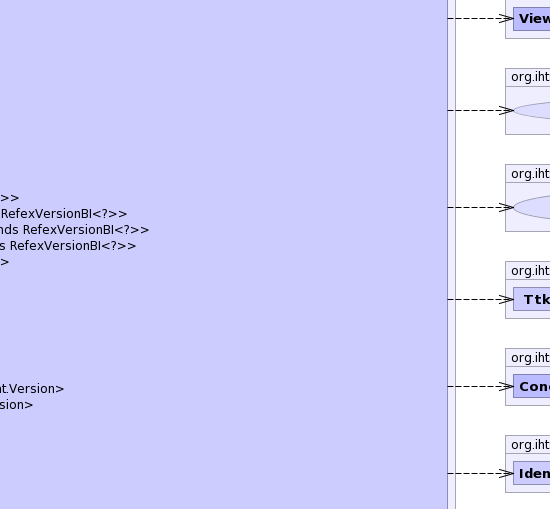 View
org.iht
>>
RefexVersionBI<?>>
nds RefexVersionBI<?>>
s RefexVersionBI<?>>
>
org.iht
org.iht
Ttk
org.iht
nt.Version>
Con
sion>
org.iht
Iden